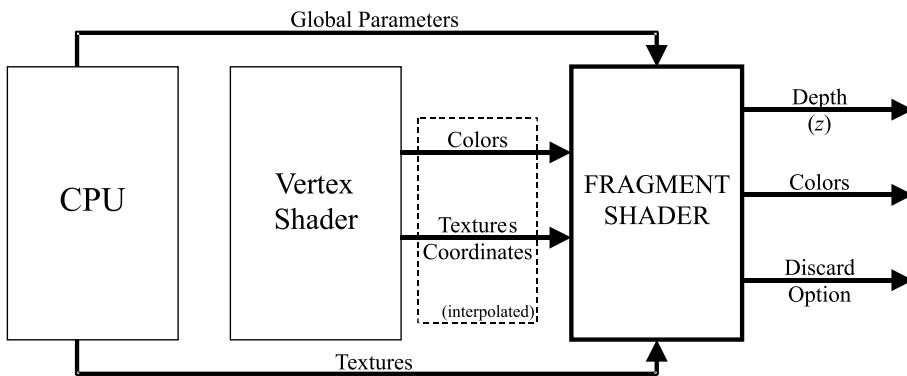 Global Parameters
CPU
Vertex
Shader
Colors
Textures
Coordinates
(interpolated)
FRAGMENT
SHADER
Depth
(z)
Colors
Discard
Option
Textures